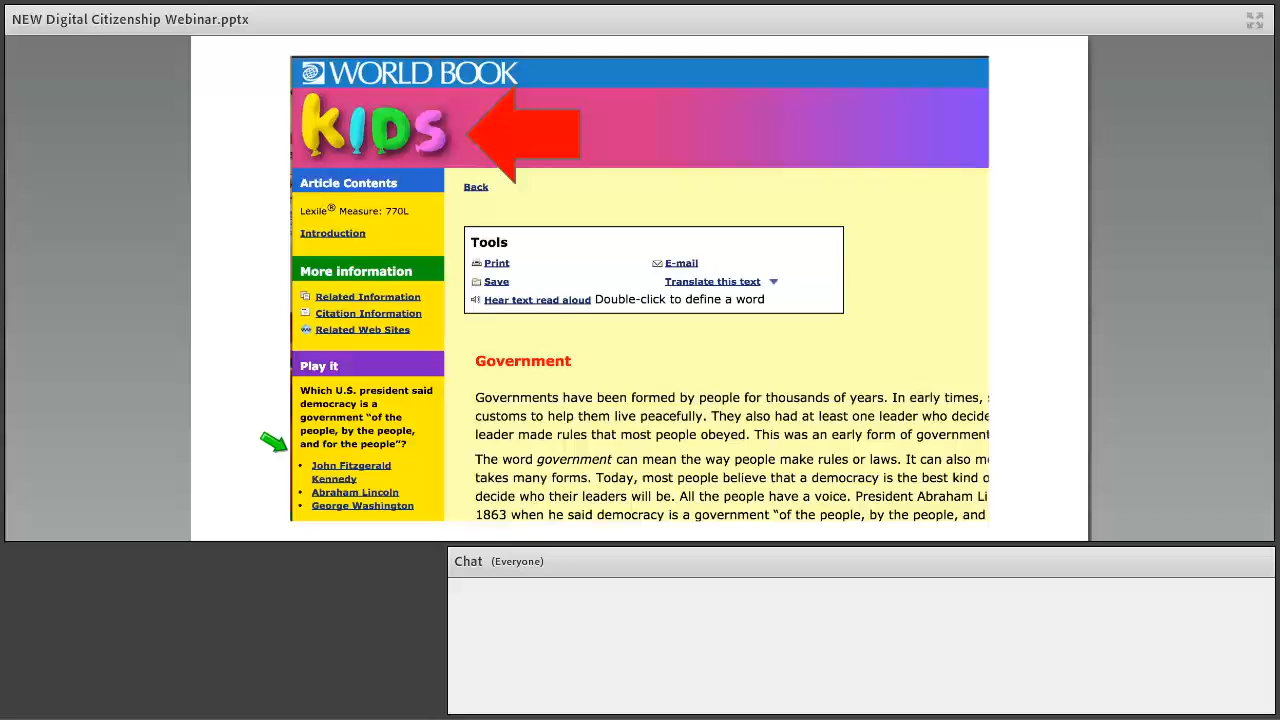 NEW Digital Citizenship Webinar.pptx
WORLD BOOK
KIDS
Article Contents
Lexile® Measure: 770L
Introduction
More information
Related Information
Citation Information
Related Web Sites
Play it
Which U.S. president said
democracy is a
government “of the
people, by the people,
and for the people”?
• John Fitzgerald
Kennedy
• Abraham Lincoln
• George Washington
Back
Tools
Print
E-mail
Save
Translate this text
Hear text read aloud Double-click to define a word
Government
Governments have been formed by people for thousands of years. In early times,
customs to help them live peacefully. They also had at least one leader who decide
leader made rules that most people obeyed. This was an early form of government
The word government can mean the way people make rules or laws. It can also m
takes many forms. Today, most people believe that a democracy is the best kind o
decide who their leaders will be. All the people have a voice. President Abraham Li
1863 when he said democracy is a government “of the people, by the people, and
Chat (Everyone)